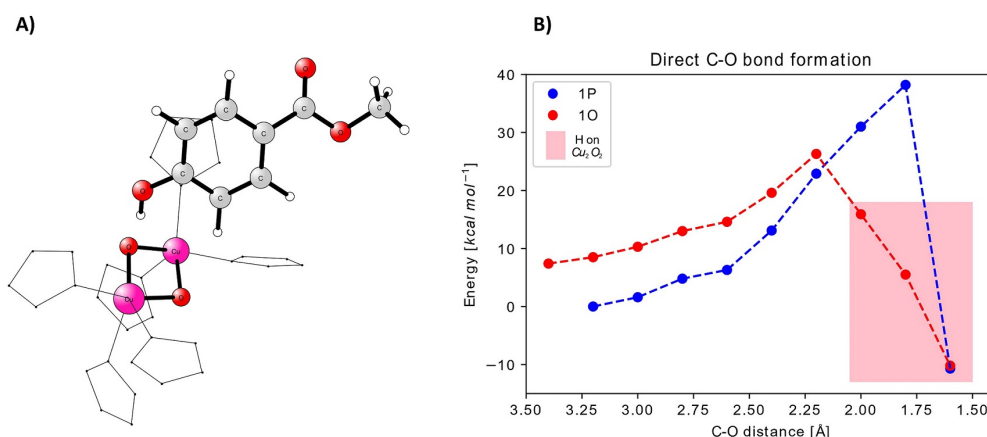 A)
B)
O
C
C
C
C
C
O
C
C
C
O
H
O
Cu
Cu
O
Direct C-O bond formation
Energy [kcal mol⁻¹]
40
30
20
10
0
−10
1P
1O
H on
Cu₂O₂
3.50
3.25
3.00
2.75
2.50
2.25
2.00
1.75
1.50
C-O distance [Å]